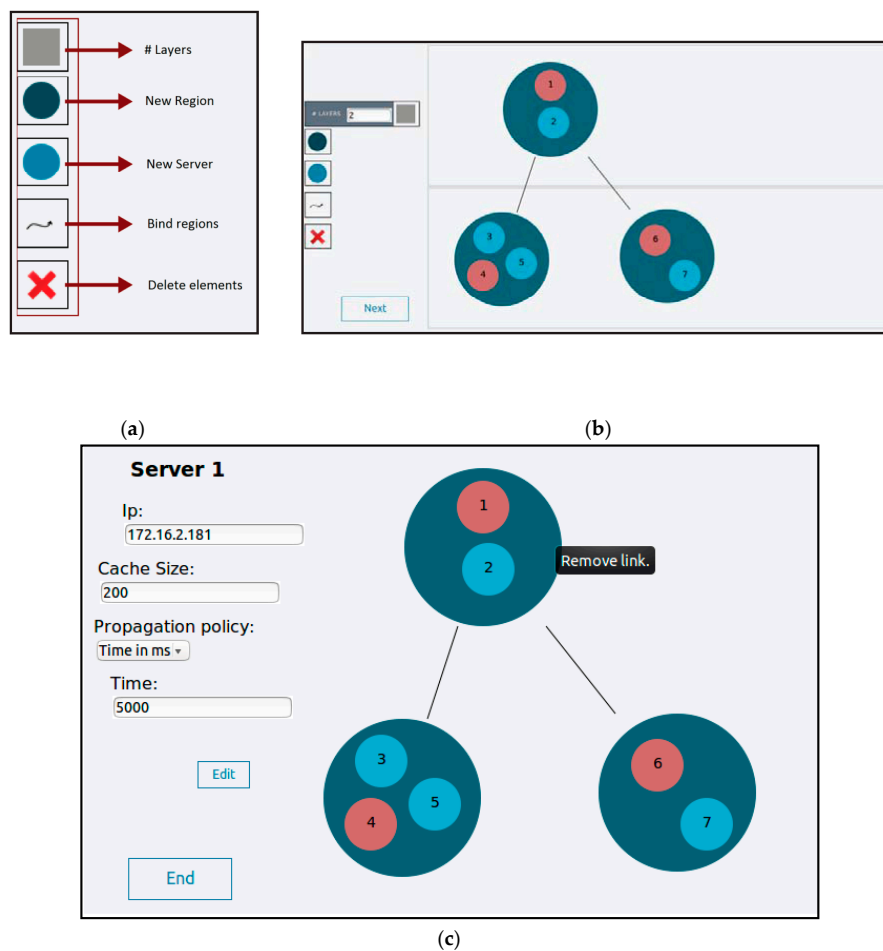 # Layers
New Region
New Server
Bind regions
Delete elements
# LAYERS 2
1
2
3
4
5
6
7
Next
(a)
(b)
Server 1
Ip:
172.16.2.181
Cache Size:
200
Propagation policy:
Time in ms
Time:
5000
Edit
End
1
2
Remove link.
3
4
5
6
7
(c)